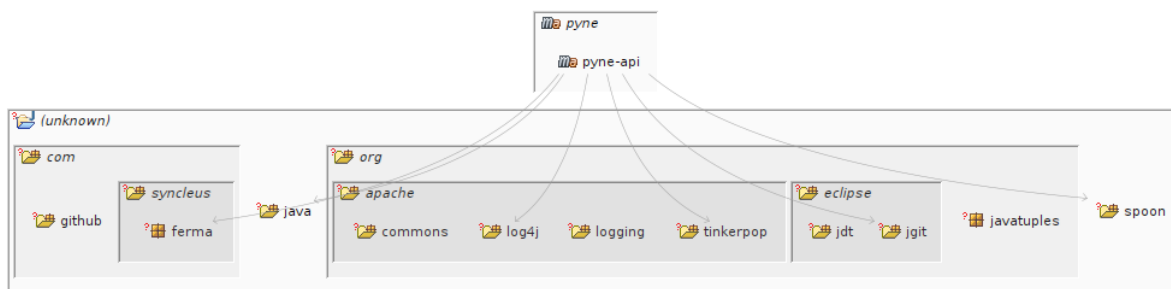 pyne
pyne-api
(unknown)
com
org
syncleus
apache
eclipse
github
ferma
java
commons
log4j
logging
tinkerpop
jdt
jgit
javatuples
spoon